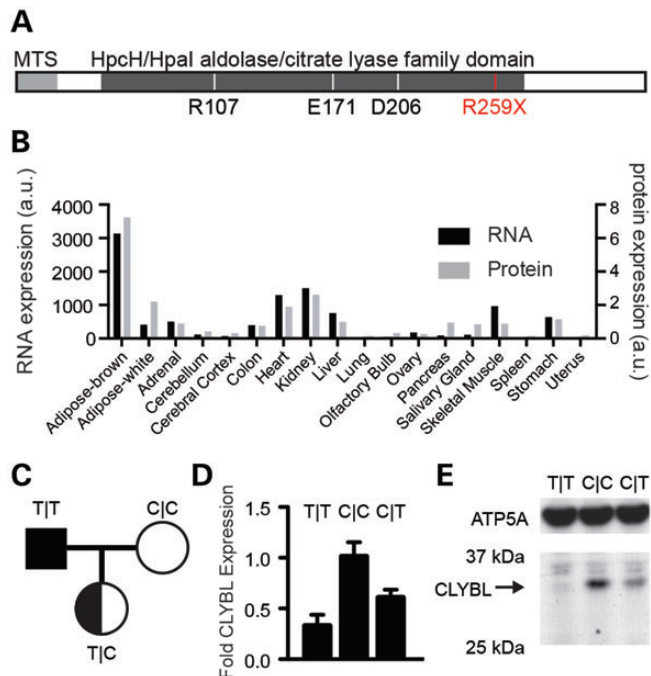 A
MTS HpcH/HpaI aldolase/citrate lyase family domain
R107 E171 D206 R259X
B
RNA expression (a.u.)
4000
3000
2000
1000
0
RNA
Protein
8
6
4
2
0
protein expression (a.u.)
Adipose-brown
Adipose-white
Adrenal
Cerebellum
Cerebral Cortex
Colon
Heart
Kidney
Liver
Lung
Olfactory Bulb
Ovary
Pancreas
Salivary Gland
Skeletal Muscle
Spleen
Stomach
Uterus
C
T|T C|C
T|C
D
Fold CLYBL Expression
1.5
1.0
0.5
0.0
T|T C|C C|T
E
T|T C|C C|T
ATP5A
37 kDa
CLYBL
25 kDa